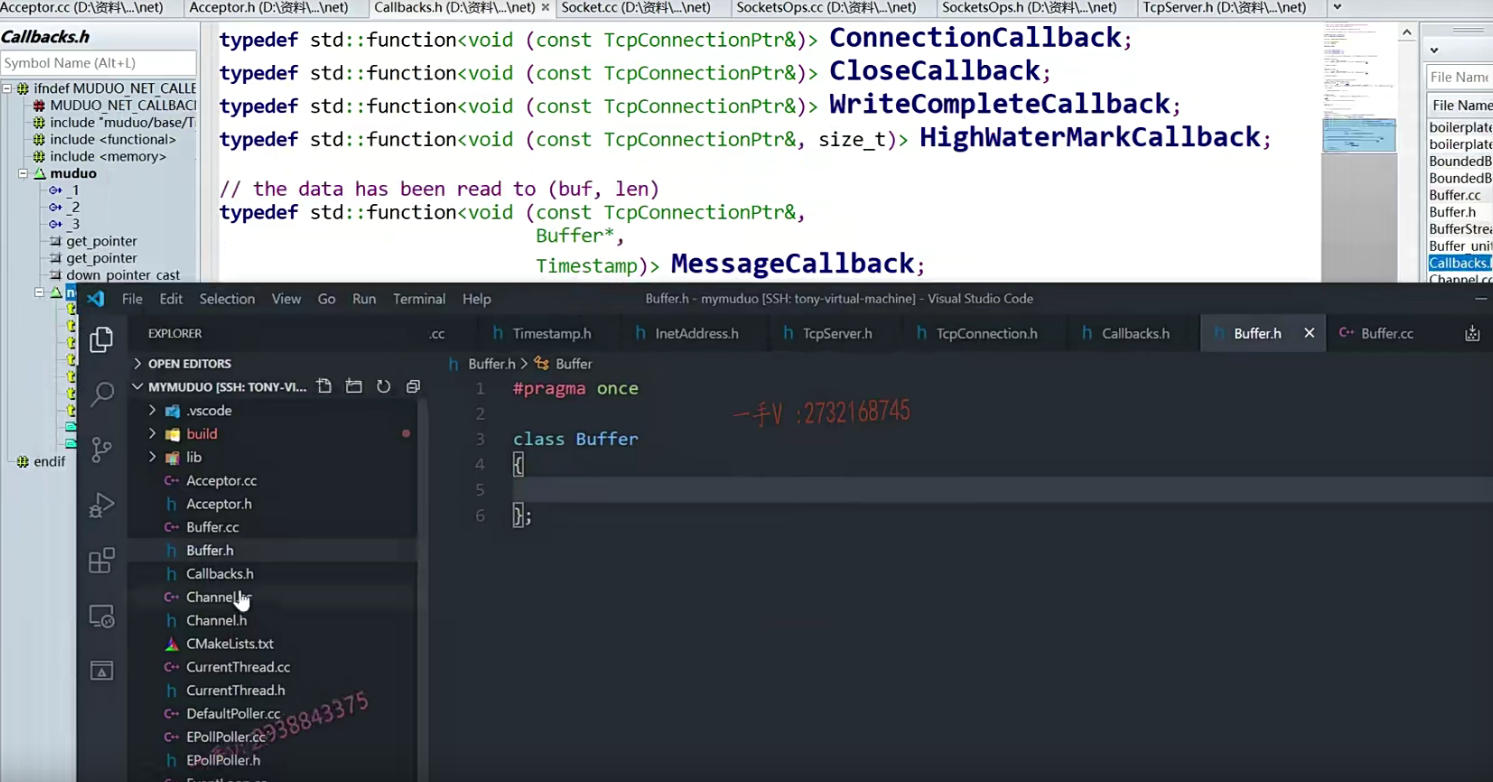 Acceptor.cc (D:\资料\...\net) Acceptor.h (D:\资料\...\net) Callbacks.h (D:\资料\...\net) × Socket.cc (D:\资料\...\net) SocketsOps.cc (D:\资料\...\net) SocketsOps.h (D:\资料\...\net) TcpServer.h (D:\资料\...\net)
Callbacks.h
Symbol Name (Alt+L)
ifndef MUDUO_NET_CALLE
MUDUO_NET_CALLBAC
include "muduo/base/T
include <functional>
include <memory>
muduo
_1
_2
_3
get_pointer
get_pointer
down_pointer_cast
endif
typedef std::function<void (const TcpConnectionPtr&)> ConnectionCallback;
typedef std::function<void (const TcpConnectionPtr&)> CloseCallback;
typedef std::function<void (const TcpConnectionPtr&)> WriteCompleteCallback;
typedef std::function<void (const TcpConnectionPtr&, size_t)> HighWaterMarkCallback;
// the data has been read to (buf, len)
typedef std::function<void (const TcpConnectionPtr&,
Buffer*,
Timestamp)> MessageCallback;
File Name
File Name
boilerplate
boilerplate
BoundedB
BoundedB
Buffer.cc
Buffer.h
BufferStrea
Buffer_unit
Callbacks.h
Channel.cc
File Edit Selection View Go Run Terminal Help
Buffer.h - mymuduo [SSH: tony-virtual-machine] - Visual Studio Code
EXPLORER
.cc Timestamp.h InetAddress.h TcpServer.h TcpConnection.h Callbacks.h Buffer.h × Buffer.cc
OPEN EDITORS
MYMUDUO [SSH: TONY-VI...
.vscode
build
lib
Acceptor.cc
Acceptor.h
Buffer.cc
Buffer.h
Callbacks.h
Channel.cc
Channel.h
CMakeLists.txt
CurrentThread.cc
CurrentThread.h
DefaultPoller.cc
EPollPoller.cc
EPollPoller.h
Buffer.h > Buffer
1 #pragma once
2
3 class Buffer
4 {
5
6 };
一手V :2732168745
2938843375